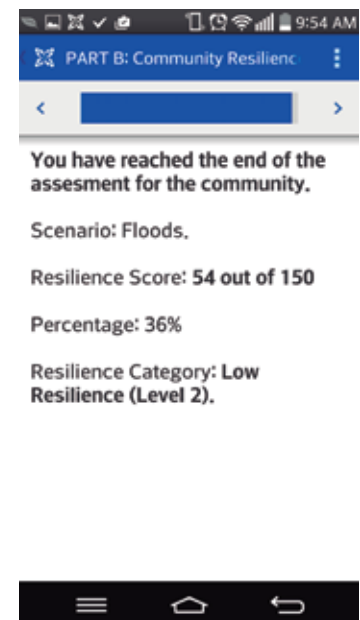 9:54 AM
PART B: Community Resilienc
You have reached the end of the
assesment for the community.
Scenario: Floods.
Resilience Score: 54 out of 150
Percentage: 36%
Resilience Category: Low
Resilience (Level 2).